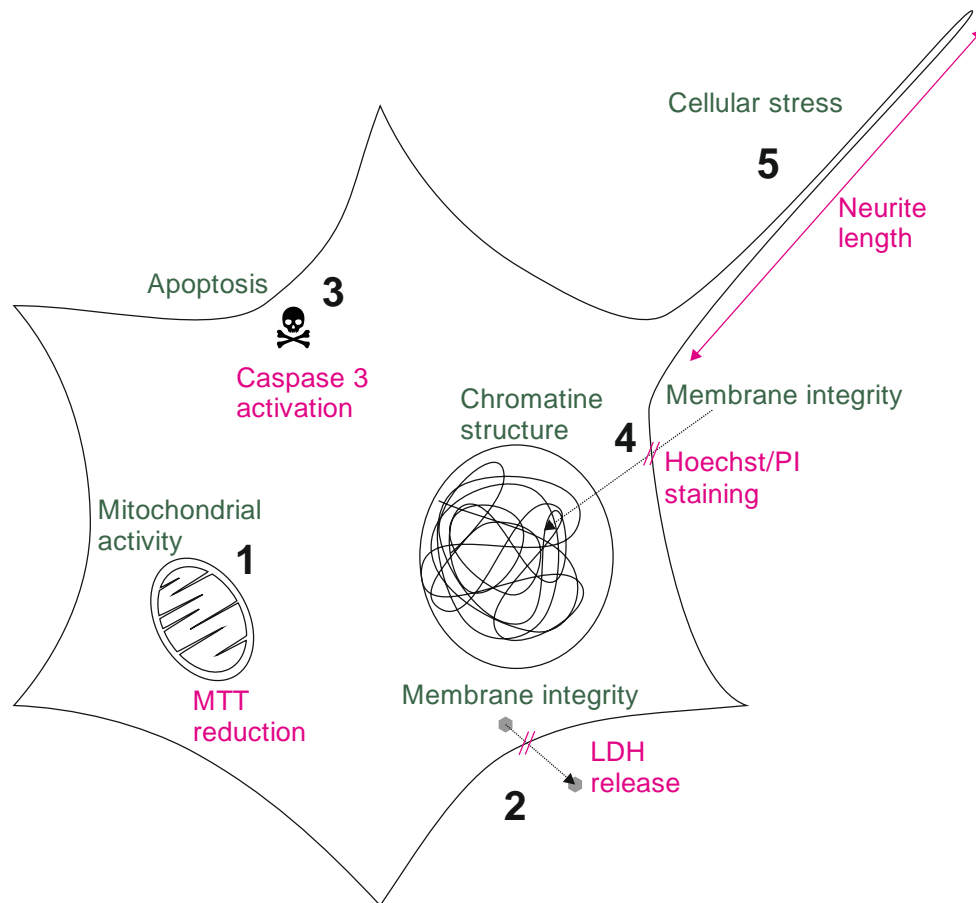 Cellular stress
5
Neurite
length
Apoptosis
3
Caspase 3
activation
Chromatine
structure
4
Membrane integrity
Hoechst/PI
staining
Mitochondrial
activity
1
MTT
reduction
Membrane integrity
LDH
release
2